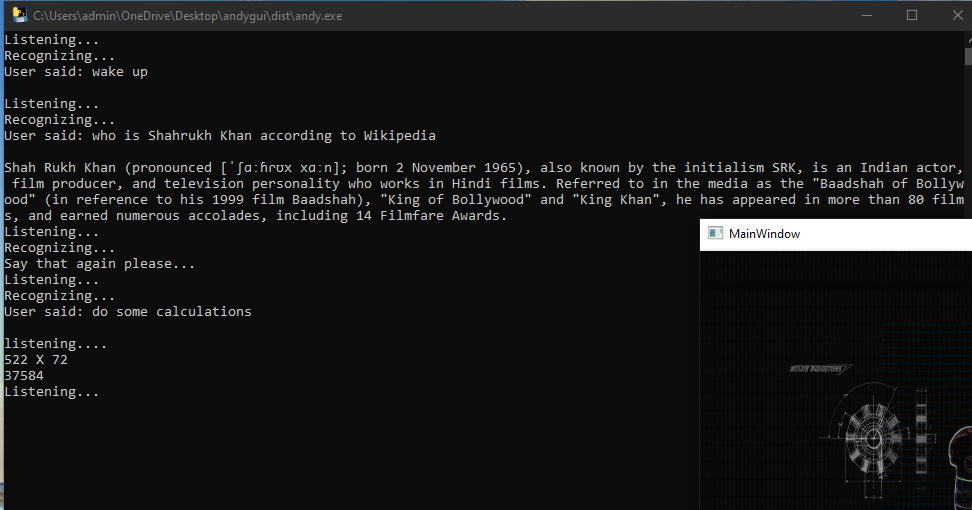 C:\Users\admin\OneDrive\Desktop\andygui\dist\andy.exe
Listening...
Recognizing...
User said: wake up
Listening...
Recognizing...
User said: who is Shahrukh Khan according to Wikipedia
Shah Rukh Khan (pronounced [ˈʃɑːɦrʊx xɑːn]; born 2 November 1965), also known by the initialism SRK, is an Indian actor,
film producer, and television personality who works in Hindi films. Referred to in the media as the "Baadshah of Bollyw
ood" (in reference to his 1999 film Baadshah), "King of Bollywood" and "King Khan", he has appeared in more than 80 film
s, and earned numerous accolades, including 14 Filmfare Awards.
Listening...
Recognizing...
Say that again please...
Listening...
Recognizing...
User said: do some calculations
listening....
522 X 72
37584
Listening...
MainWindow